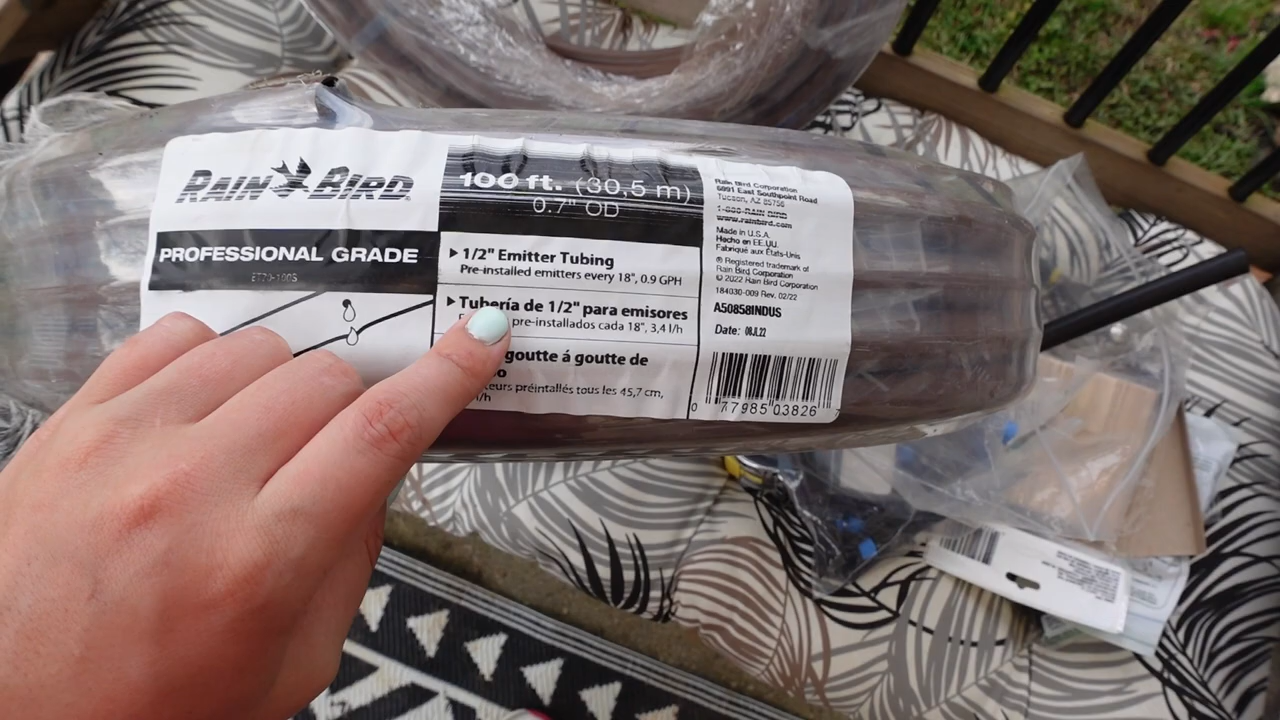 RAIN BIRD
PROFESSIONAL GRADE
ET70-100S
100 ft. (30,5 m)
0.7" OD
1/2" Emitter Tubing
Pre-installed emitters every 18", 0.9 GPH
Tubería de 1/2" para emisores
pre-installados cada 18", 3,4 l/h
goutte á goutte de
préintallés tous les 45,7 cm,
Rain Bird Corporation
6991 East Southpoint Road
Tucson, AZ 85756
1-800-RAIN BIRD
www.rainbird.com
Made in U.S.A.
Hecho en EE.UU.
Fabriqué aux États-Unis
® Registered trademark of
Rain Bird Corporation
© 2022 Rain Bird Corporation
184030-009 Rev. 02/22
A50858INDUS
Date: 08JL22
0 77985 03826